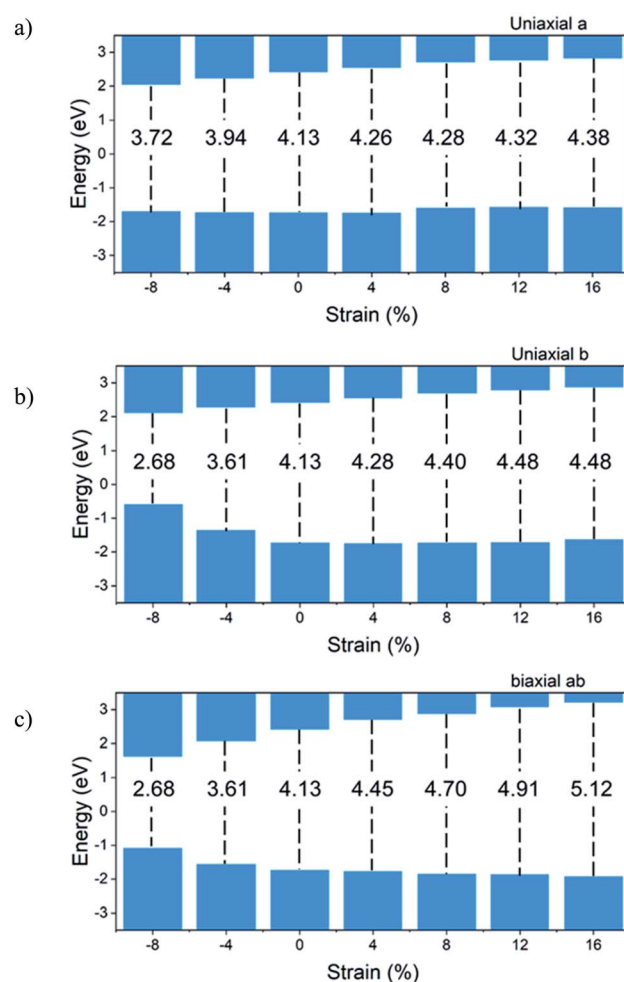 a)
Uniaxial a
3
2
1
0
-1
-2
-3
Energy (eV)
3.72 3.94 4.13 4.26 4.28 4.32 4.38
-8 -4 0 4 8 12 16
Strain (%)
b)
Uniaxial b
3
2
1
0
-1
-2
-3
Energy (eV)
2.68 3.61 4.13 4.28 4.40 4.48 4.48
-8 -4 0 4 8 12 16
Strain (%)
c)
biaxial ab
3
2
1
0
-1
-2
-3
Energy (eV)
2.68 3.61 4.13 4.45 4.70 4.91 5.12
-8 -4 0 4 8 12 16
Strain (%)